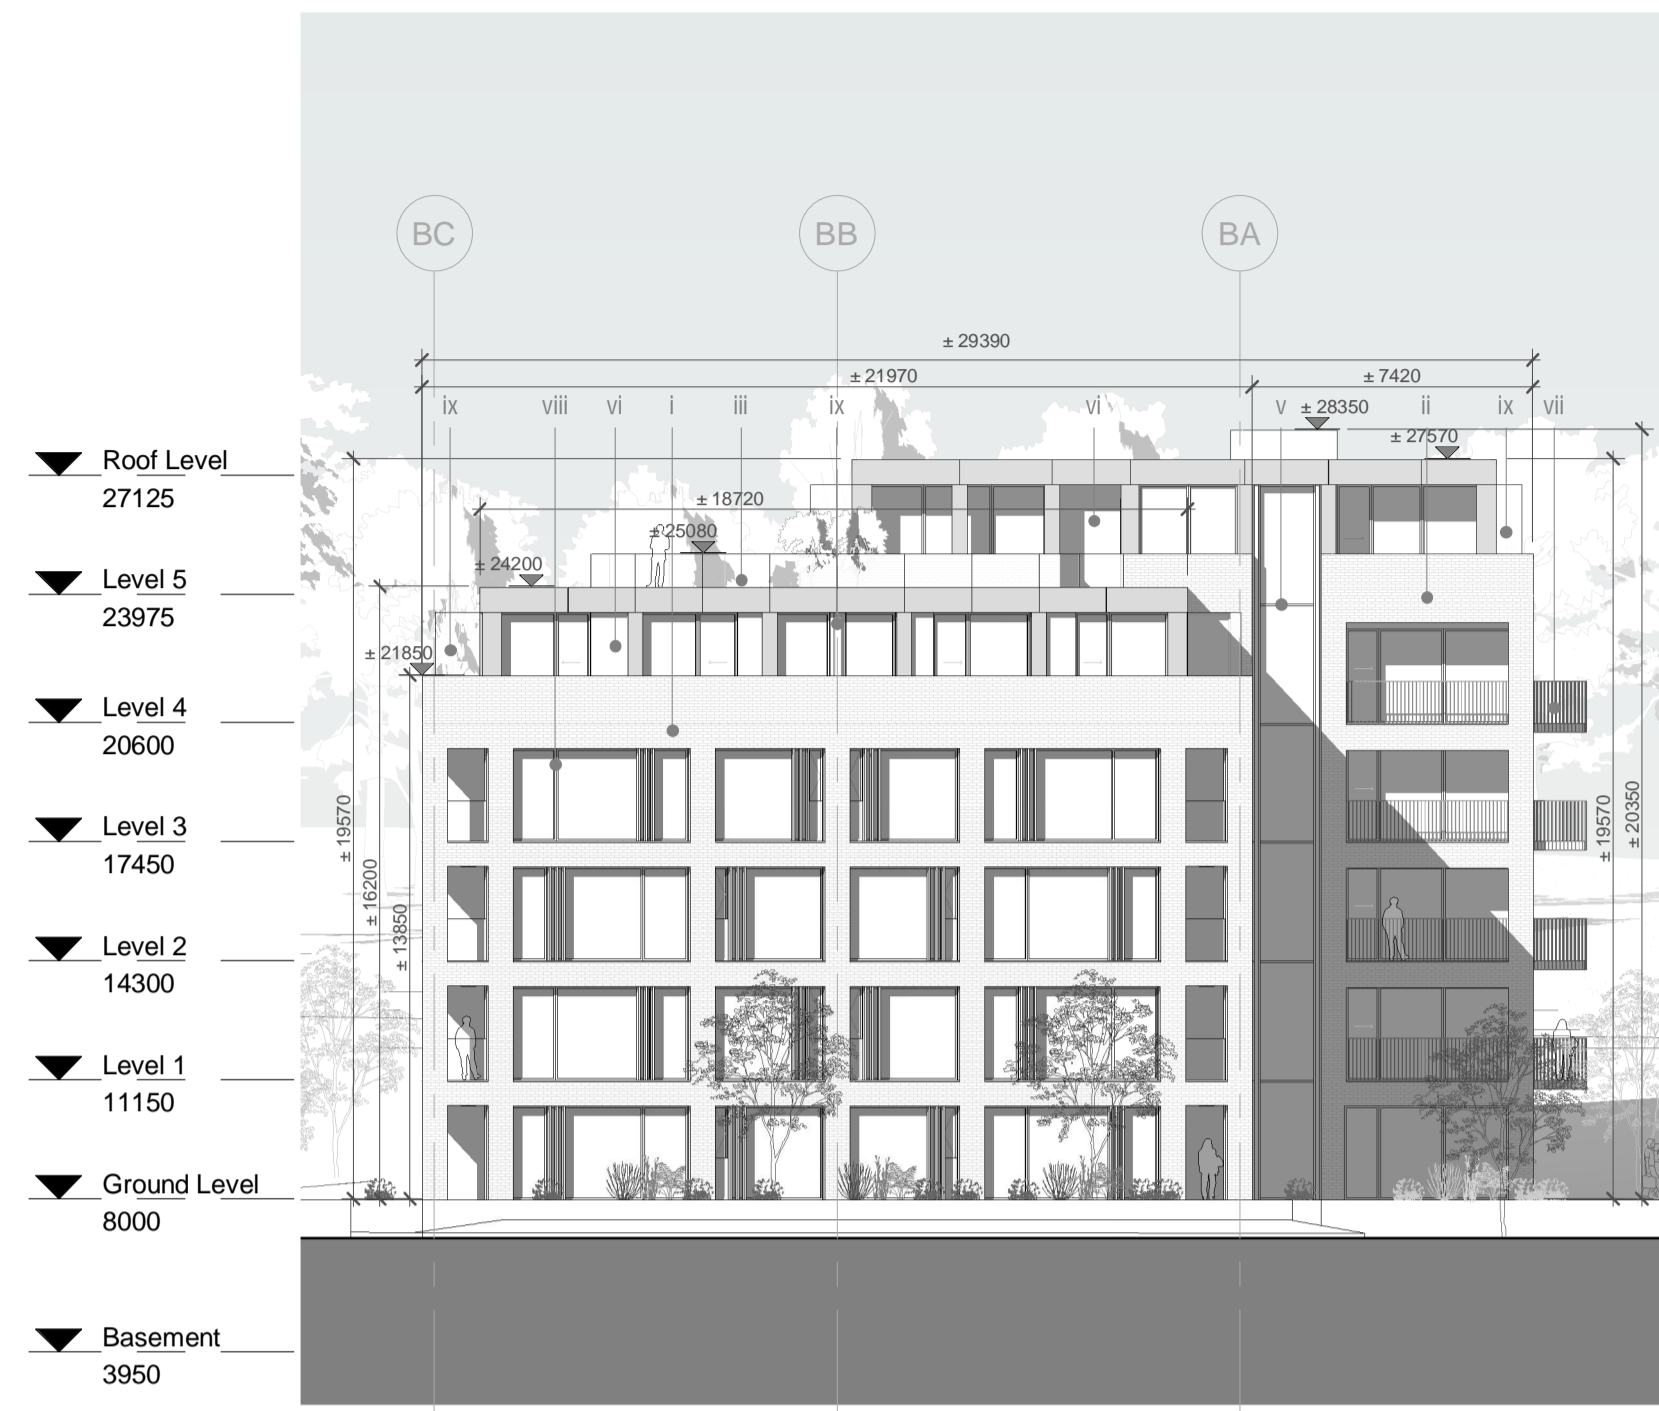 BC
BB
BA
± 29390
± 21970
± 7420
ix
viii
vi
i
iii
ix
vi
v
± 28350
ii
ix
vii
± 27570
Roof Level
27125
± 18720
± 25080
± 24200
Level 5
23975
± 21850
Level 4
20600
Level 3
17450
± 19570
± 16200
± 13850
± 19570
± 20350
Level 2
14300
Level 1
11150
Ground Level
8000
Basement
3950